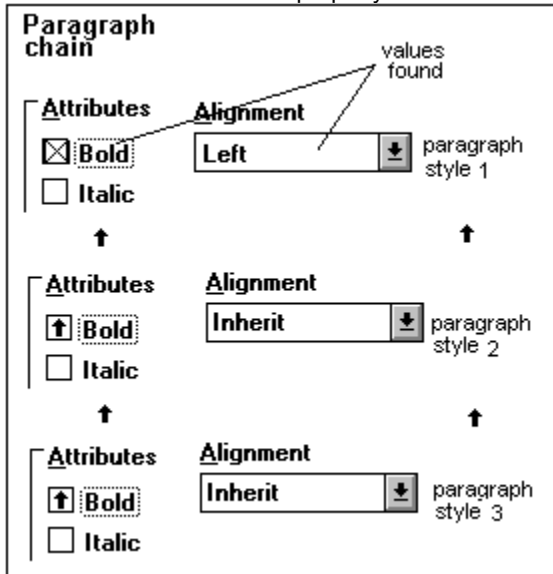 Paragraph
chain
values
found
Attributes
Alignment
Bold
Left
paragraph
style 1
Italic
Attributes
Alignment
Bold
Inherit
paragraph
style 2
Italic
Attributes
Alignment
Bold
Inherit
paragraph
style 3
Italic